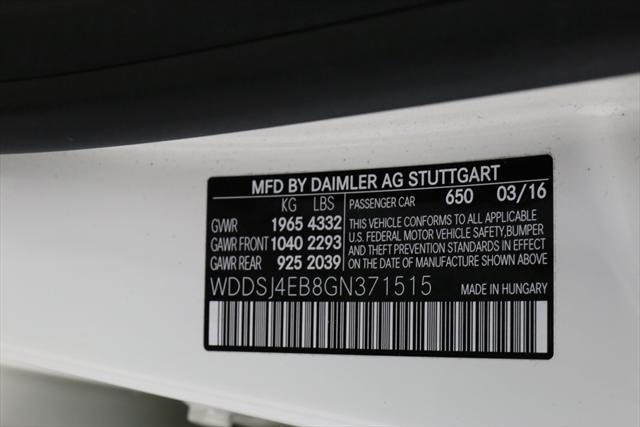 MFD BY DAIMLER AG STUTTGART
KG LBS PASSENGER CAR 650 03/16
GVWR 1965 4332
GAWR FRONT 1040 2293
GAWR REAR 925 2039
THIS VEHICLE CONFORMS TO ALL APPLICABLE
U.S. FEDERAL MOTOR VEHICLE SAFETY,BUMPER
AND THEFT PREVENTION STANDARDS IN EFFECT
ON THE DATE OF MANUFACTURE SHOWN ABOVE
WDDSJ4EB8GN371515 MADE IN HUNGARY